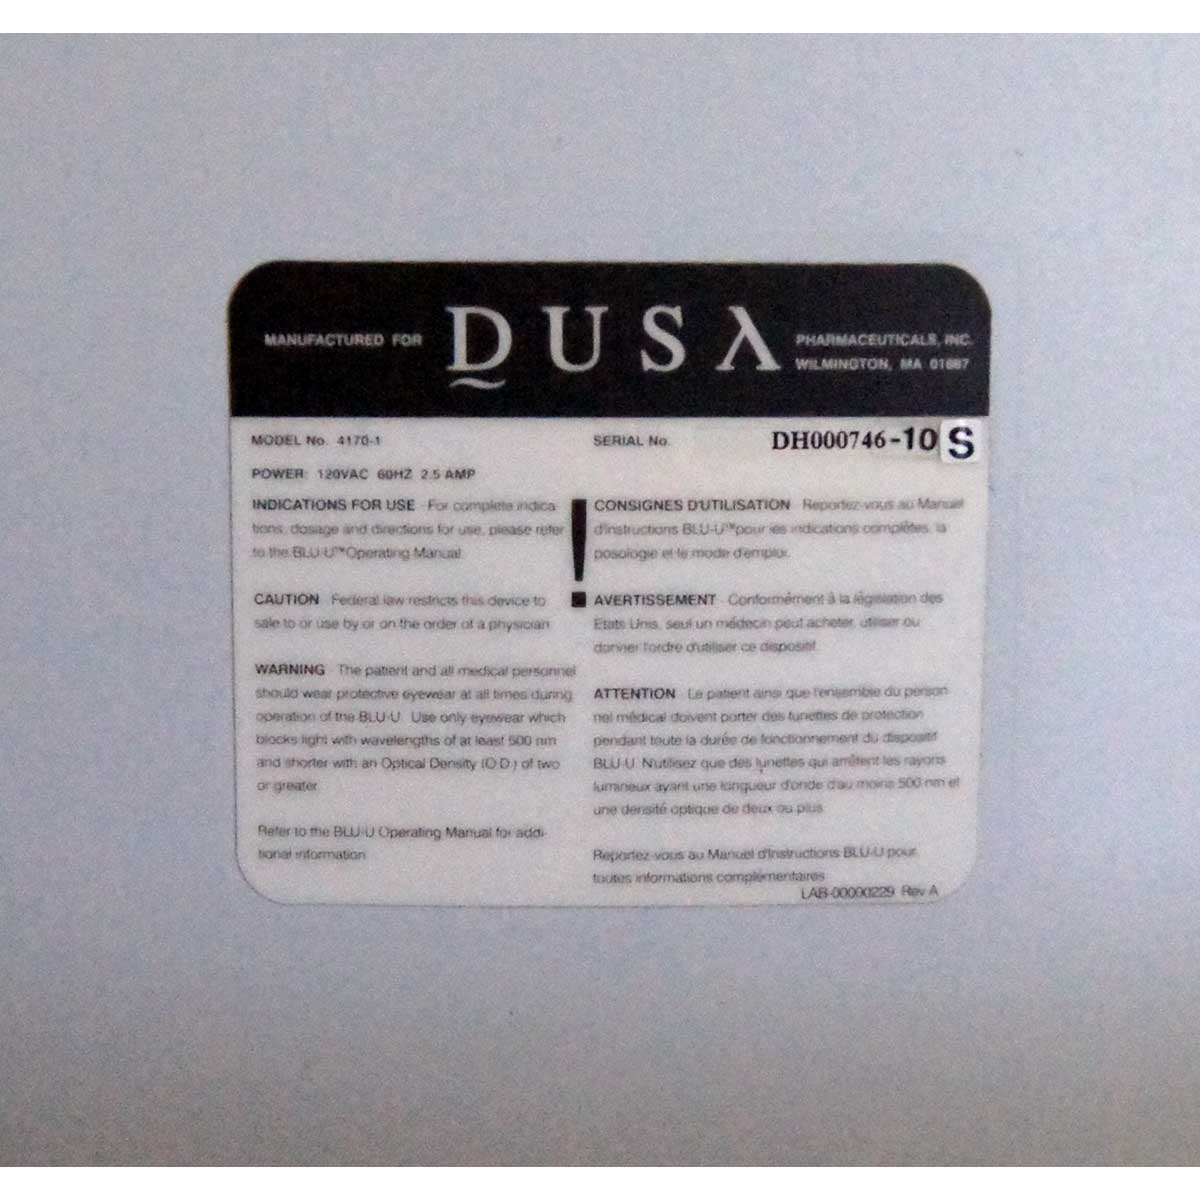 MANUFACTURED FOR DUSA PHARMACEUTICALS, INC.
WILMINGTON, MA 01887
MODEL No. 4170-1
SERIAL No. DH000746-10 S
POWER: 120VAC 60HZ 2.5 AMP
INDICATIONS FOR USE - For complete indica
tions, dosage and directions for use, please refer
to the BLU-U™ Operating Manual.
CAUTION - Federal law restricts this device to
sale to or use by or on the order of a physician
WARNING - The patient and all medical personnel
should wear protective eyewear at all times during
operation of the BLU-U. Use only eyewear which
blocks light with wavelengths of at least 500 nm
and shorter with an Optical Density (O.D.) of two
or greater.
Refer to the BLU-U Operating Manual for addi-
tional information
!
CONSIGNES D'UTILISATION - Reportez-vous au Manuel
d'Instructions BLU-U™ pour les indications complètes, la
posologie et le mode d'emploi.
AVERTISSEMENT - Conformément à la législation des
Etats Unis, seul un médecin peut acheter, utiliser ou
donner l'ordre d'utiliser ce dispositif.
ATTENTION - Le patient ainsi que l'ensemble du person
nel médical doivent porter des lunettes de protection
pendant toute la durée de fonctionnement du dispositif
BLU-U. N'utilisez que des lunettes qui arrêtent les rayons
lumineux ayant une longueur d'onde d'au moins 500 nm et
une densité optique de deux ou plus.
Reportez-vous au Manuel d'Instructions BLU-U pour
toutes informations complémentaires
LAB-00000229 Rev A